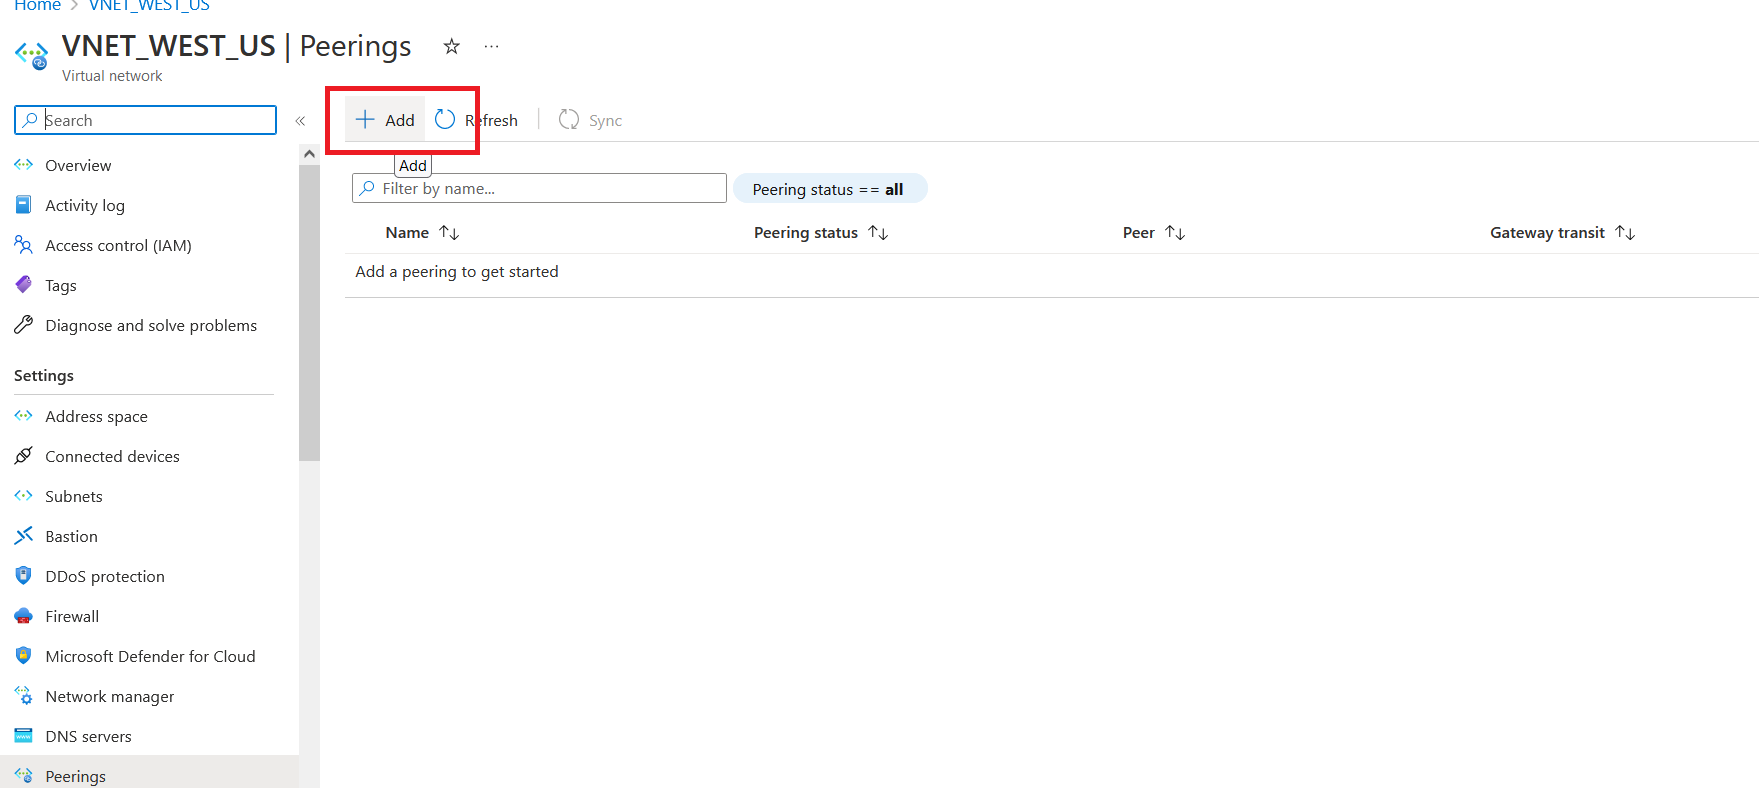 Home > VNET_WEST_US
VNET_WEST_US | Peerings
Virtual network
Search
Add
Refresh
Sync
Add
Filter by name...
Peering status == all
Name
Peering status
Peer
Gateway transit
Add a peering to get started
Overview
Activity log
Access control (IAM)
Tags
Diagnose and solve problems
Settings
Address space
Connected devices
Subnets
Bastion
DDoS protection
Firewall
Microsoft Defender for Cloud
Network manager
DNS servers
Peerings